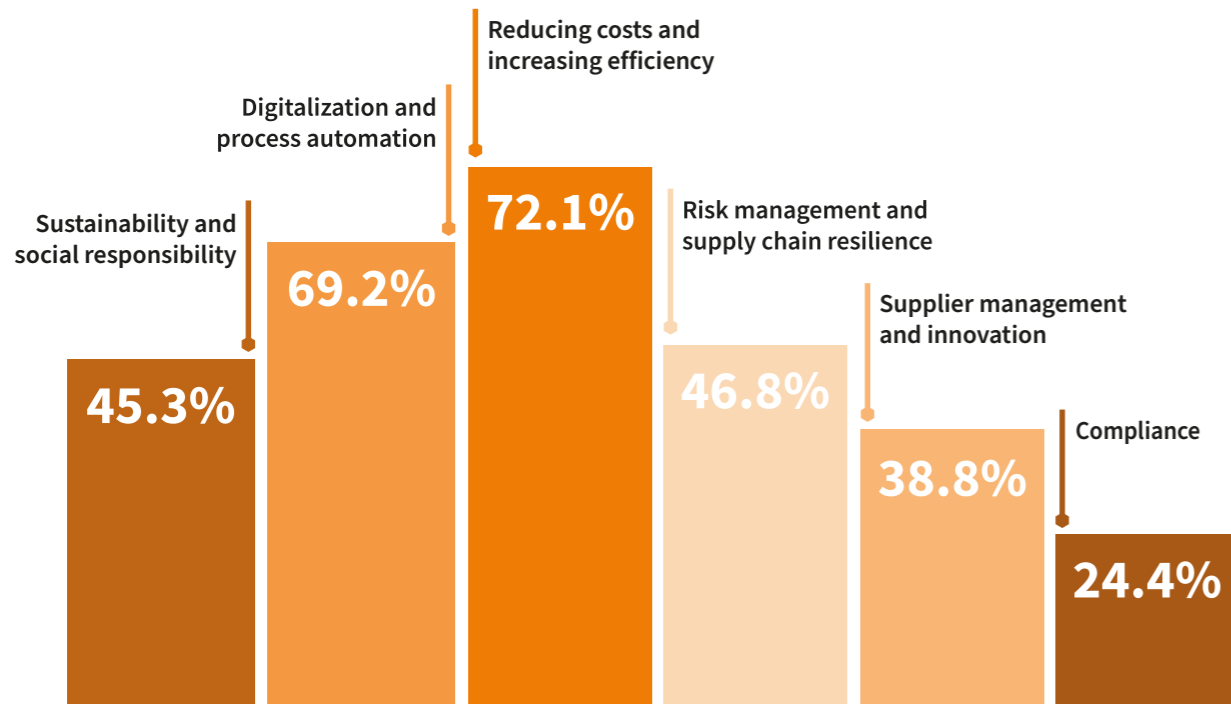 Sustainability and
social responsibility
45.3%
Digitalization and
process automation
69.2%
Reducing costs and
increasing efficiency
72.1%
Risk management and
supply chain resilience
46.8%
Supplier management
and innovation
38.8%
Compliance
24.4%